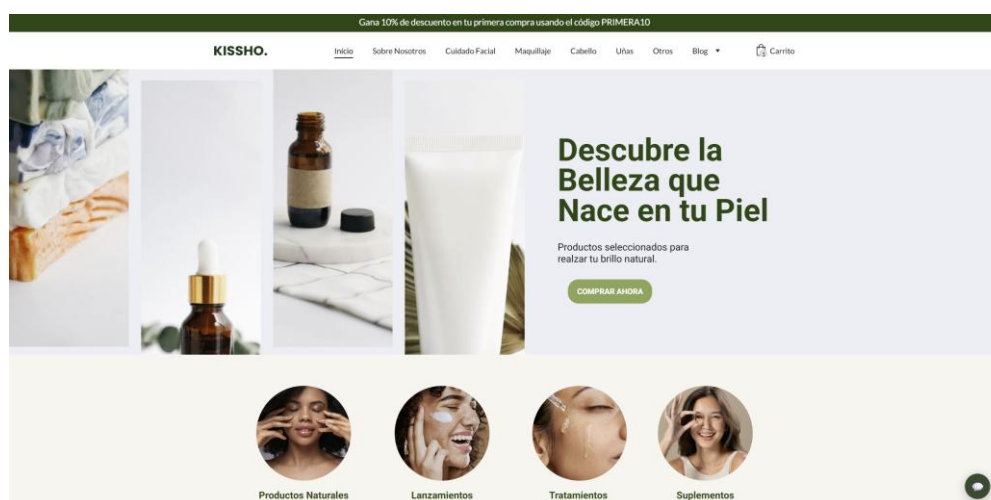 Gana 10% de descuento en tu primera compra usando el código PRIMERA10
KISSHO.
Inicio Sobre Nosotros Cuidado Facial Maquillaje Cabello Uñas Otros Blog Carrito
Descubre la
Belleza que
Nace en tu Piel
Productos seleccionados para
realzar tu brillo natural.
COMPRAR AHORA
Productos Naturales Lanzamientos Tratamientos Suplementos